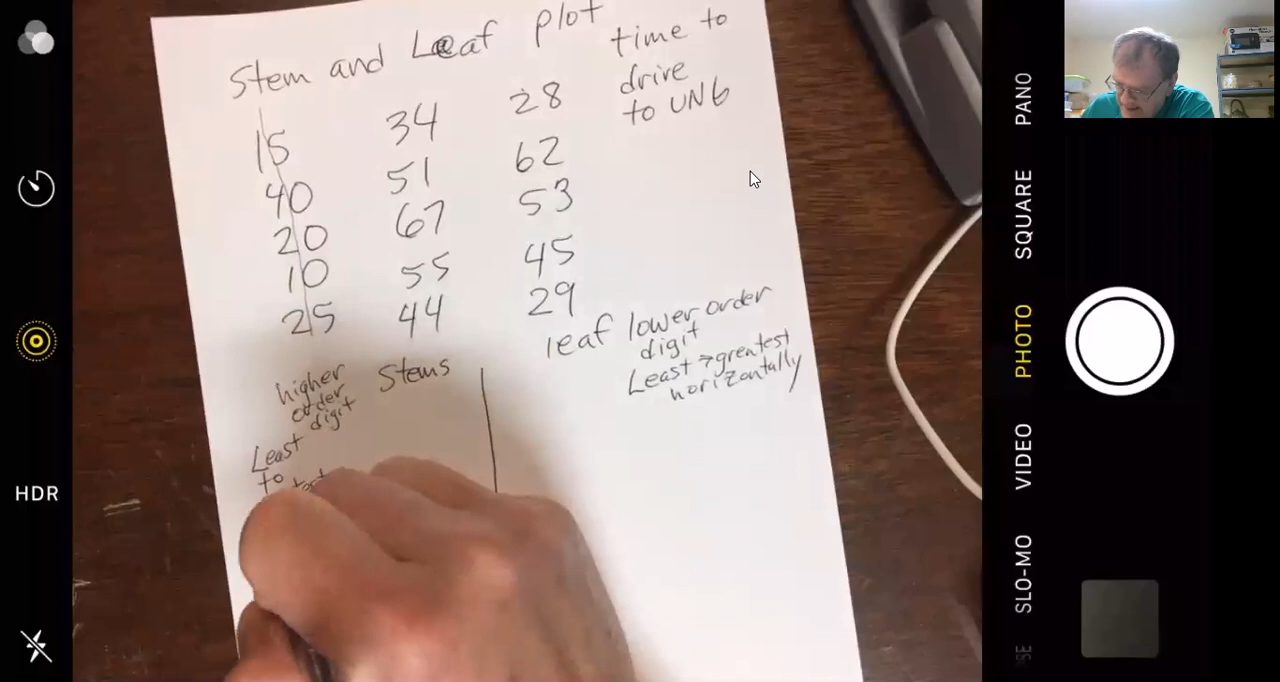 Stem and Leaf plot
time to
drive
to UNG
15 34 28
40 51 62
20 67 53
10 55 45
25 44 29
higher
order
digit
Stems
leaf lower order
digit
Least → greatest
horizontally
Least
to
HDR
PANO
SQUARE
PHOTO
VIDEO
SLO-MO